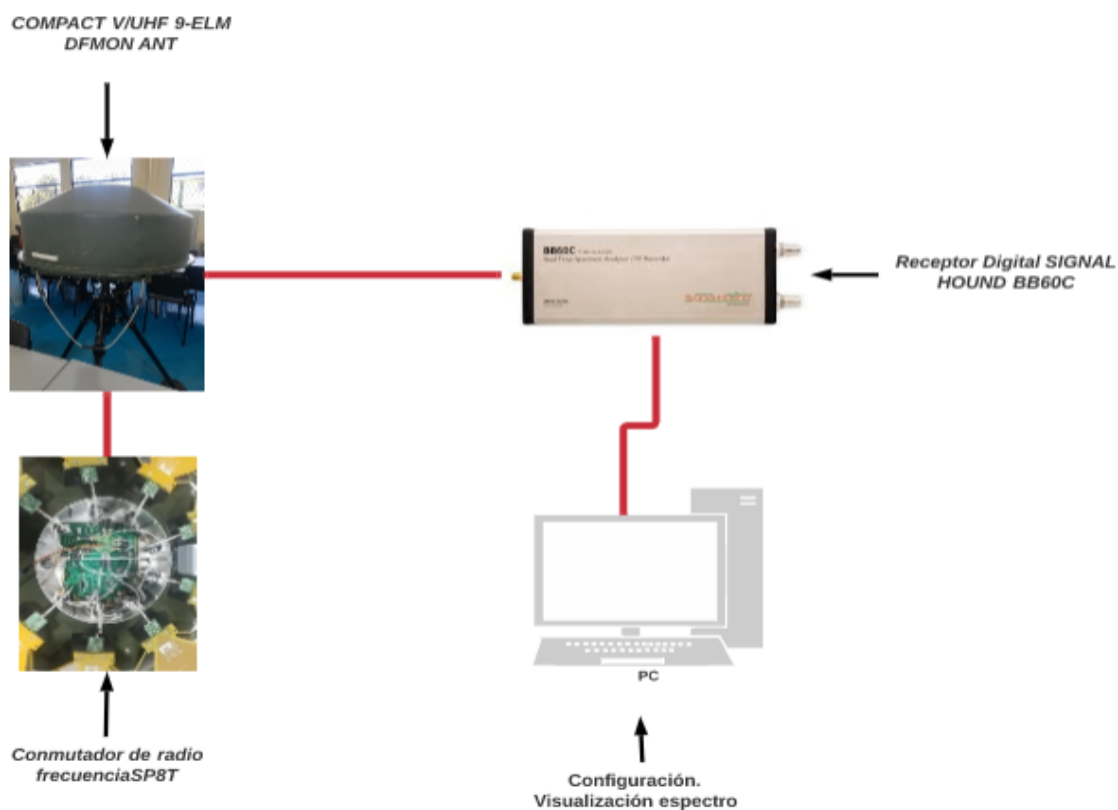 COMPACT V/UHF 9-ELM
DFMON ANT
BB60C
Receptor Digital SIGNAL
HOUND BB60C
PC
Conmutador de radio
frecuenciaSP8T
Configuración.
Visualización espectro